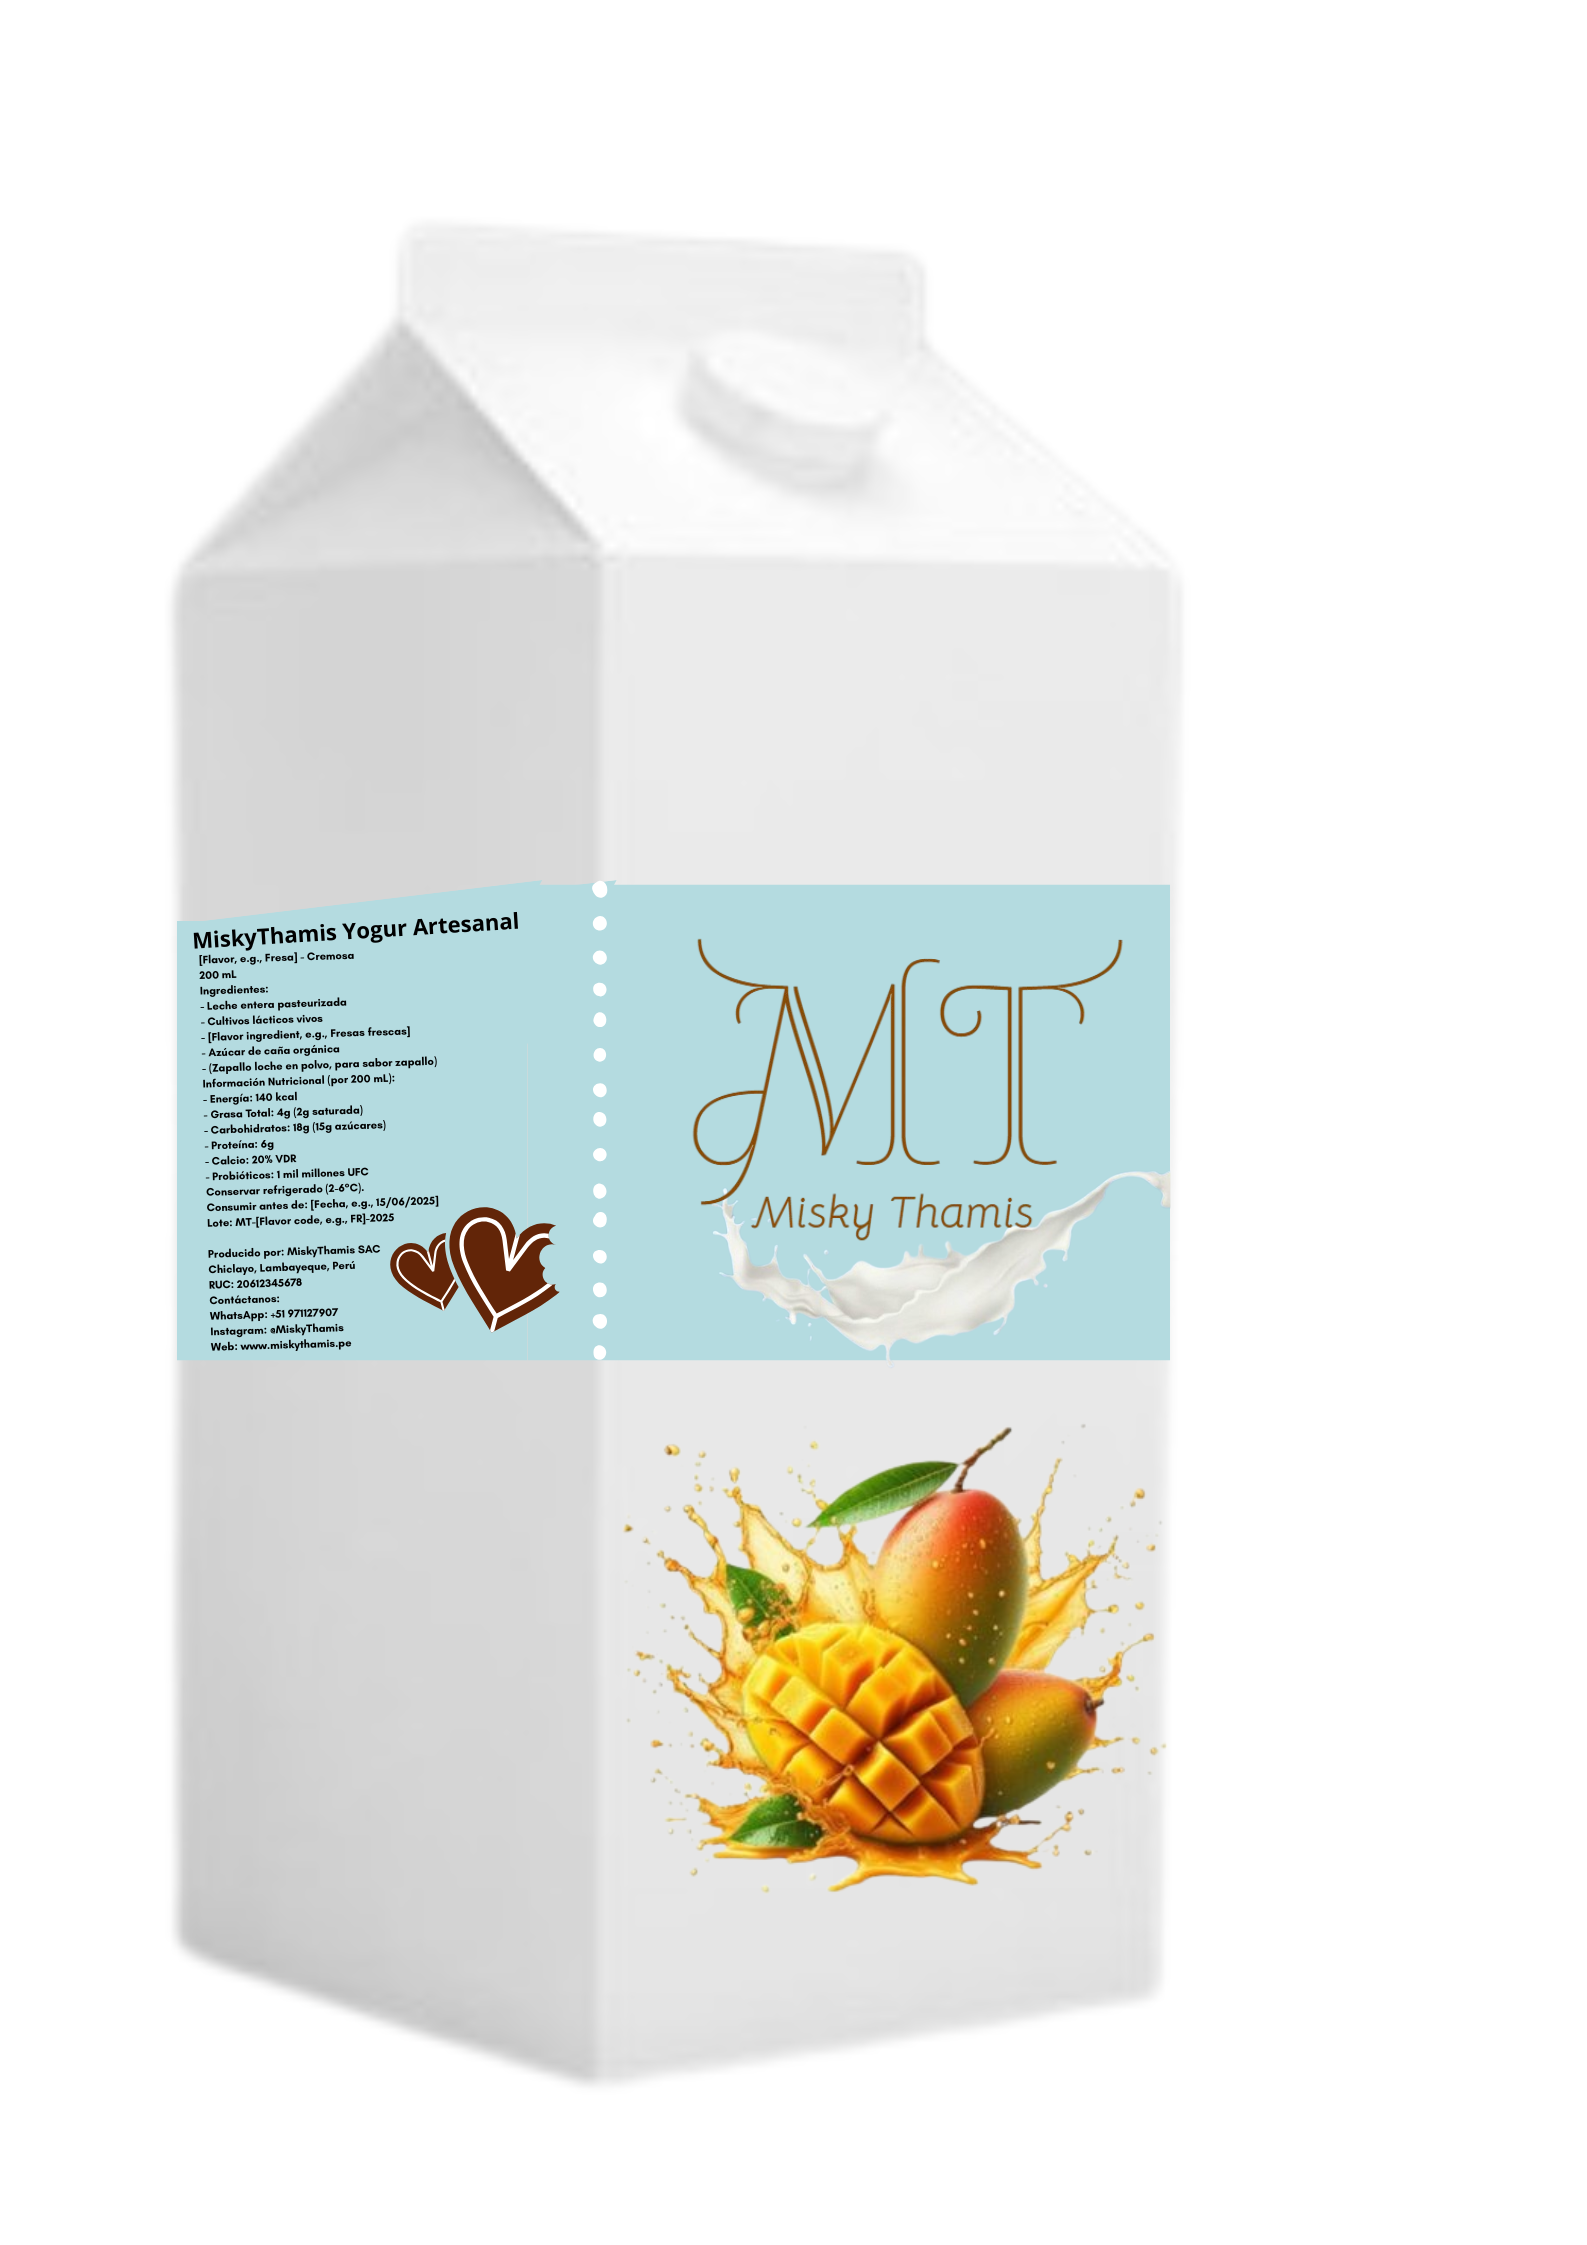 MiskyThamis Yogur Artesanal
[Flavor, e.g., Fresa] - Cremosa
200 mL
Ingredientes:
- Leche entera pasteurizada
- Cultivos lácticos vivos
- [Flavor ingredient, e.g., Fresas frescas]
- Azúcar de caña orgánica
- (Zapallo loche en polvo, para sabor zapallo)
Información Nutricional (por 200 mL):
- Energía: 140 kcal
- Grasa Total: 4g (2g saturada)
- Carbohidratos: 18g (15g azúcares)
- Proteína: 6g
- Calcio: 20% VDR
- Probióticos: 1 mil millones UFC
Conservar refrigerado (2-6°C).
Consumir antes de: [Fecha, e.g., 15/06/2025]
Lote: MT-[Flavor code, e.g., FR]-2025
Producido por: MiskyThamis SAC
Chiclayo, Lambayeque, Perú
RUC: 20612345678
Contáctanos:
WhatsApp: +51 971127907
Instagram: @MiskyThamis
Web: www.miskythamis.pe
MT
Misky Thamis